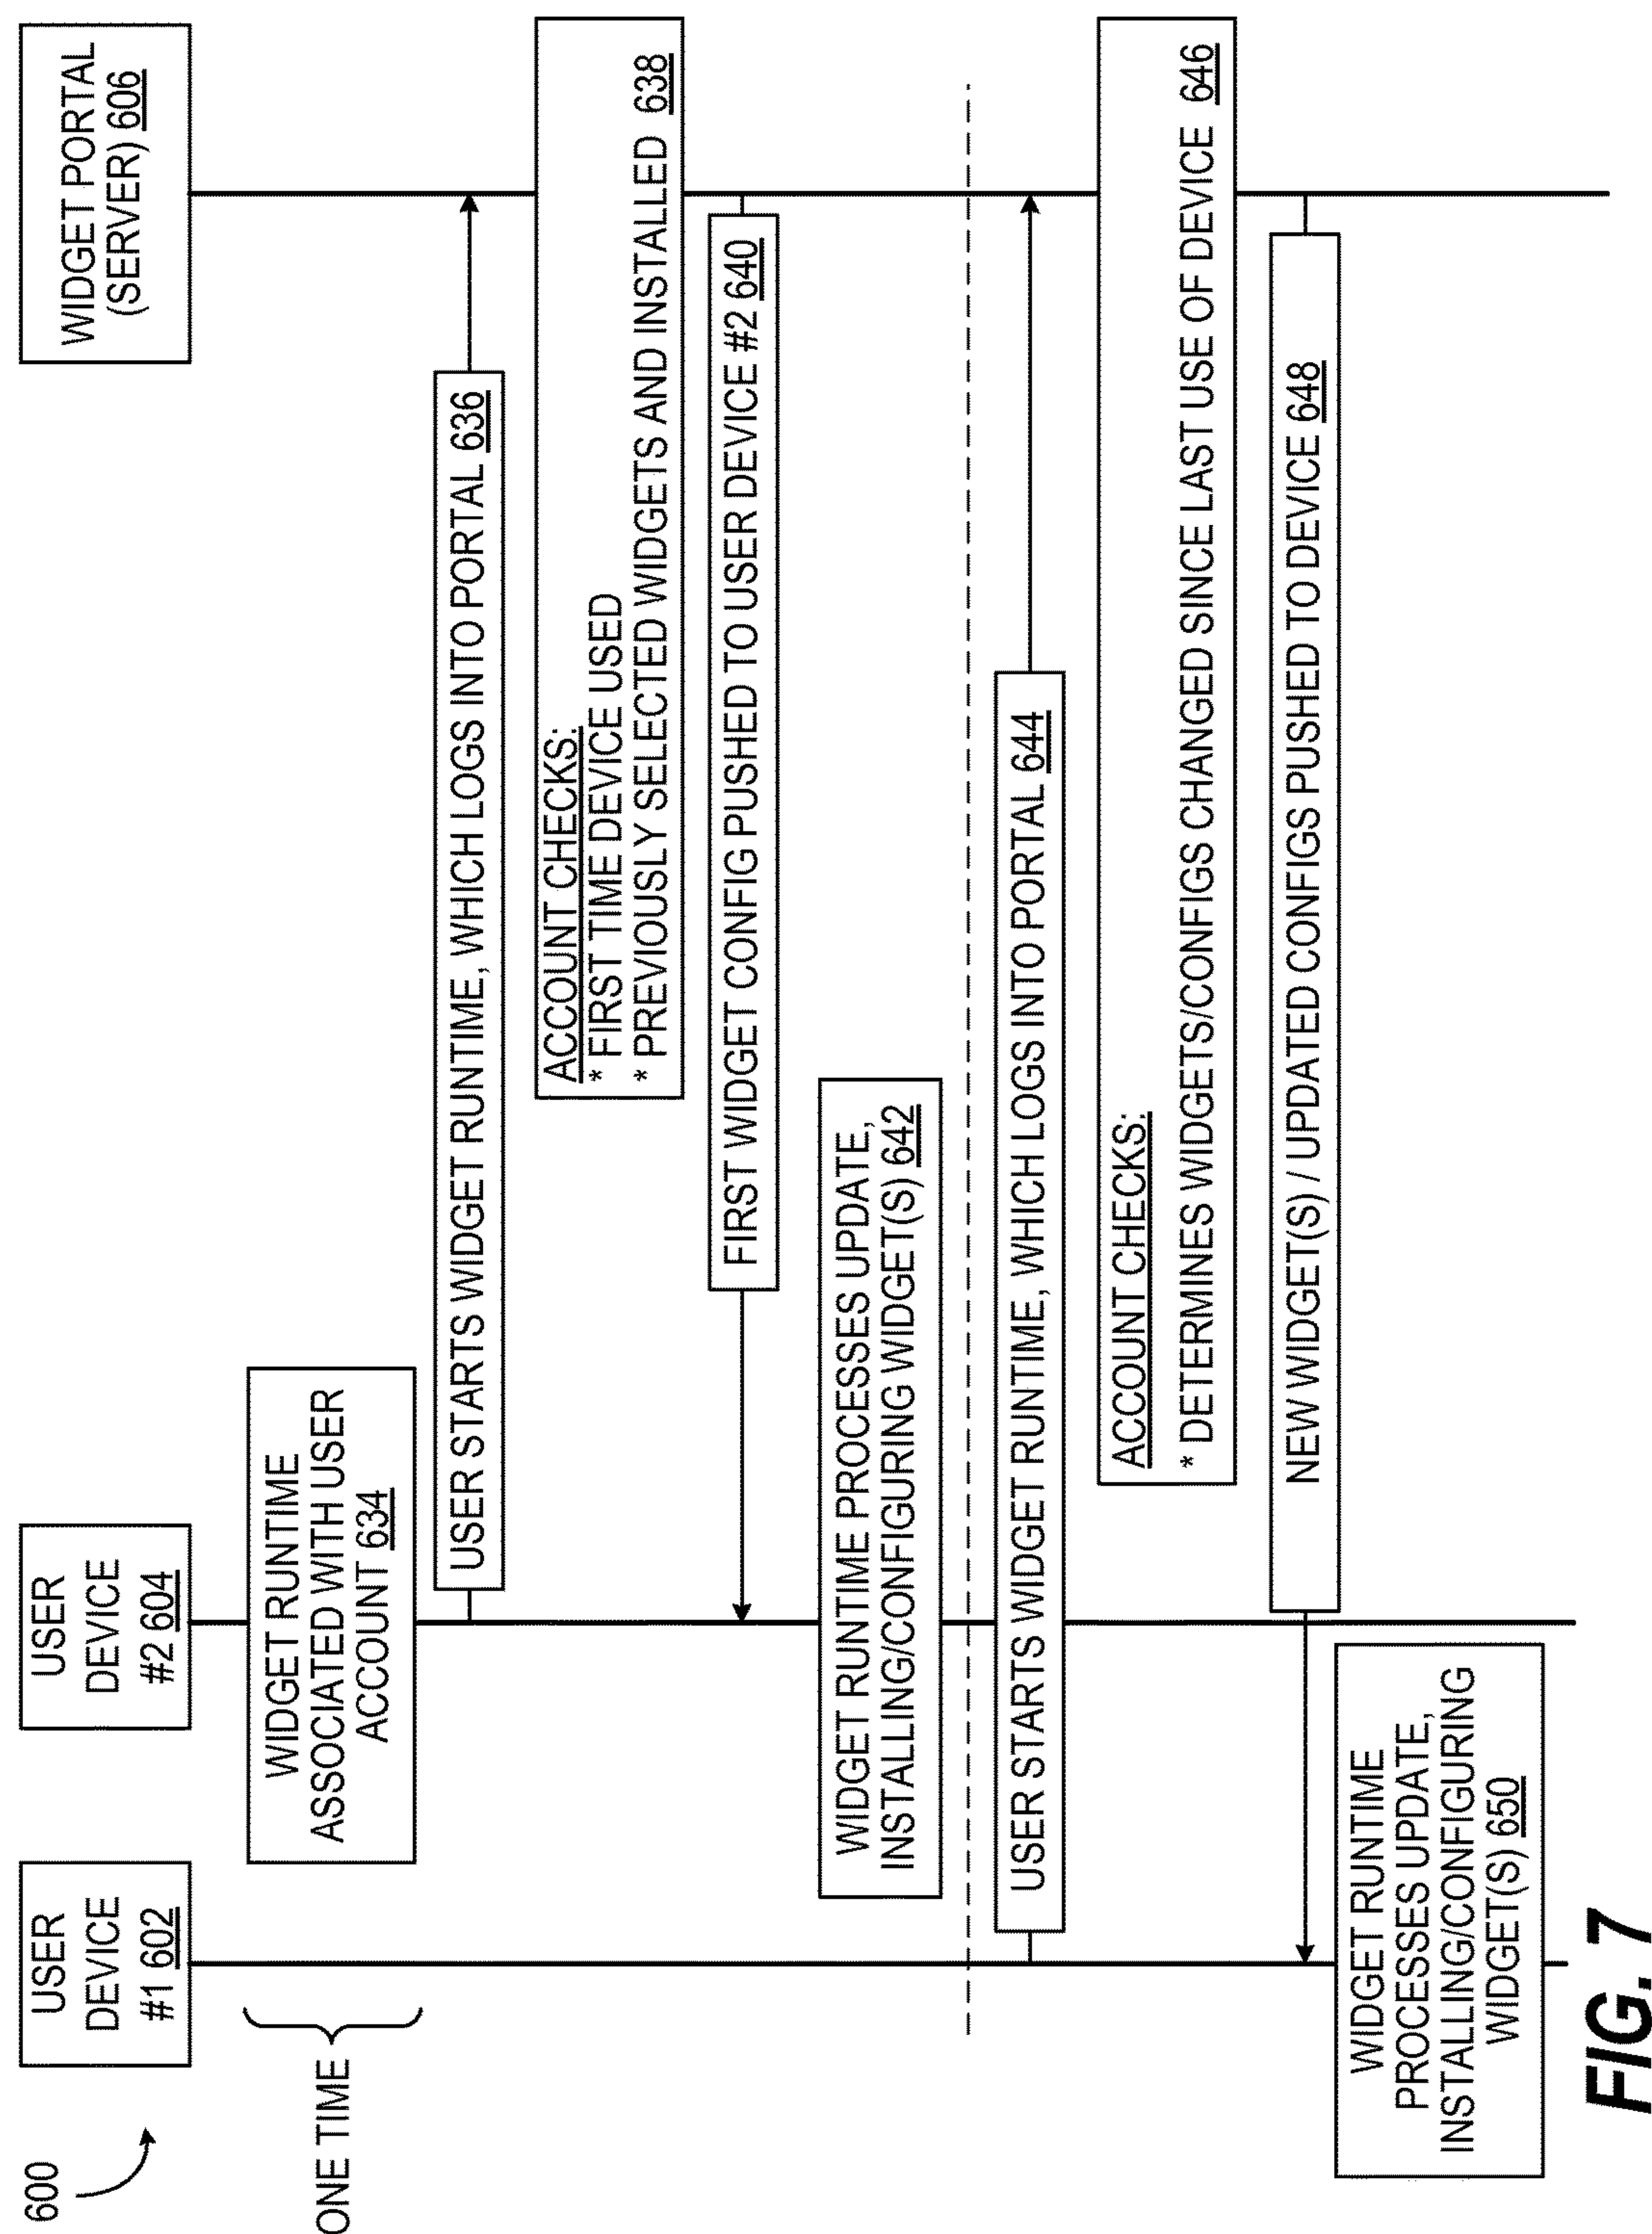 600
USER
DEVICE
#1 602
USER
DEVICE
#2 604
WIDGET PORTAL
(SERVER) 606
ONE TIME
WIDGET RUNTIME
ASSOCIATED WITH USER
ACCOUNT 634
USER STARTS WIDGET RUNTIME, WHICH LOGS INTO PORTAL 636
ACCOUNT CHECKS:
* FIRST TIME DEVICE USED
* PREVIOUSLY SELECTED WIDGETS AND INSTALLED 638
FIRST WIDGET CONFIG PUSHED TO USER DEVICE #2 640
WIDGET RUNTIME PROCESSES UPDATE,
INSTALLING/CONFIGURING WIDGET(S) 642
USER STARTS WIDGET RUNTIME, WHICH LOGS INTO PORTAL 644
ACCOUNT CHECKS:
* DETERMINES WIDGETS/CONFIGS CHANGED SINCE LAST USE OF DEVICE 646
NEW WIDGET(S) / UPDATED CONFIGS PUSHED TO DEVICE 648
WIDGET RUNTIME
PROCESSES UPDATE,
INSTALLING/CONFIGURING
WIDGET(S) 650
FIG. 7